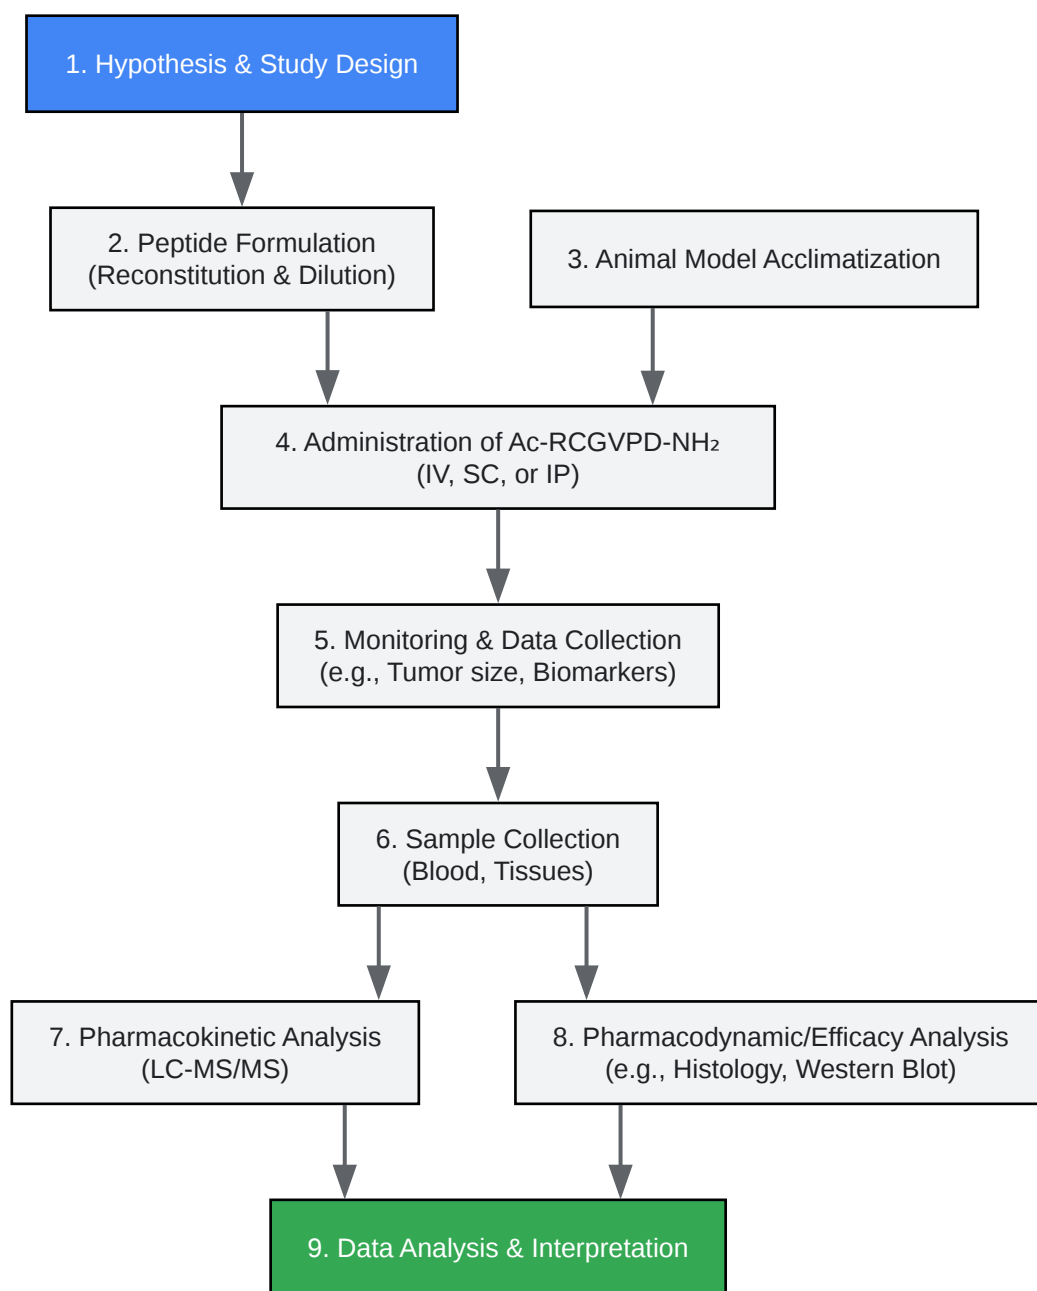 1. Hypothesis & Study Design
2. Peptide Formulation
(Reconstitution & Dilution)
3. Animal Model Acclimatization
4. Administration of Ac-RCGVPD-NH₂
(IV, SC, or IP)
5. Monitoring & Data Collection
(e.g., Tumor size, Biomarkers)
6. Sample Collection
(Blood, Tissues)
7. Pharmacokinetic Analysis
(LC-MS/MS)
8. Pharmacodynamic/Efficacy Analysis
(e.g., Histology, Western Blot)
9. Data Analysis & Interpretation